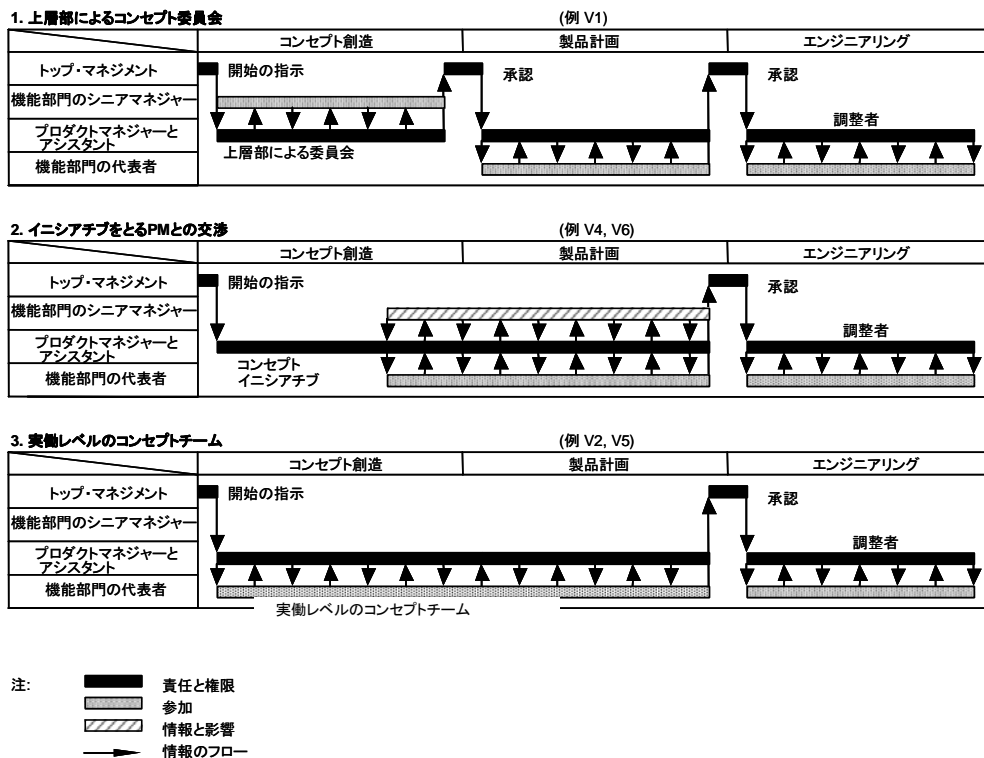 1. 上層部によるコンセプト委員会 (例 V1)
コンセプト創造 製品計画 エンジニアリング
トップ・マネジメント 開始の指示 承認 承認
機能部門のシニアマネジャー
プロダクトマネジャーと
アシスタント
調整者
上層部による委員会
機能部門の代表者
2. イニシアチブをとるPMとの交渉 (例 V4, V6)
コンセプト創造 製品計画 エンジニアリング
トップ・マネジメント 開始の指示 承認
機能部門のシニアマネジャー
プロダクトマネジャーと
アシスタント
調整者
コンセプト
イニシアチブ
機能部門の代表者
3. 実働レベルのコンセプトチーム (例 V2, V5)
コンセプト創造 製品計画 エンジニアリング
トップ・マネジメント 開始の指示 承認
機能部門のシニアマネジャー
プロダクトマネジャーと
アシスタント
調整者
機能部門の代表者
実働レベルのコンセプトチーム
注:
責任と権限
参加
情報と影響
情報のフロー